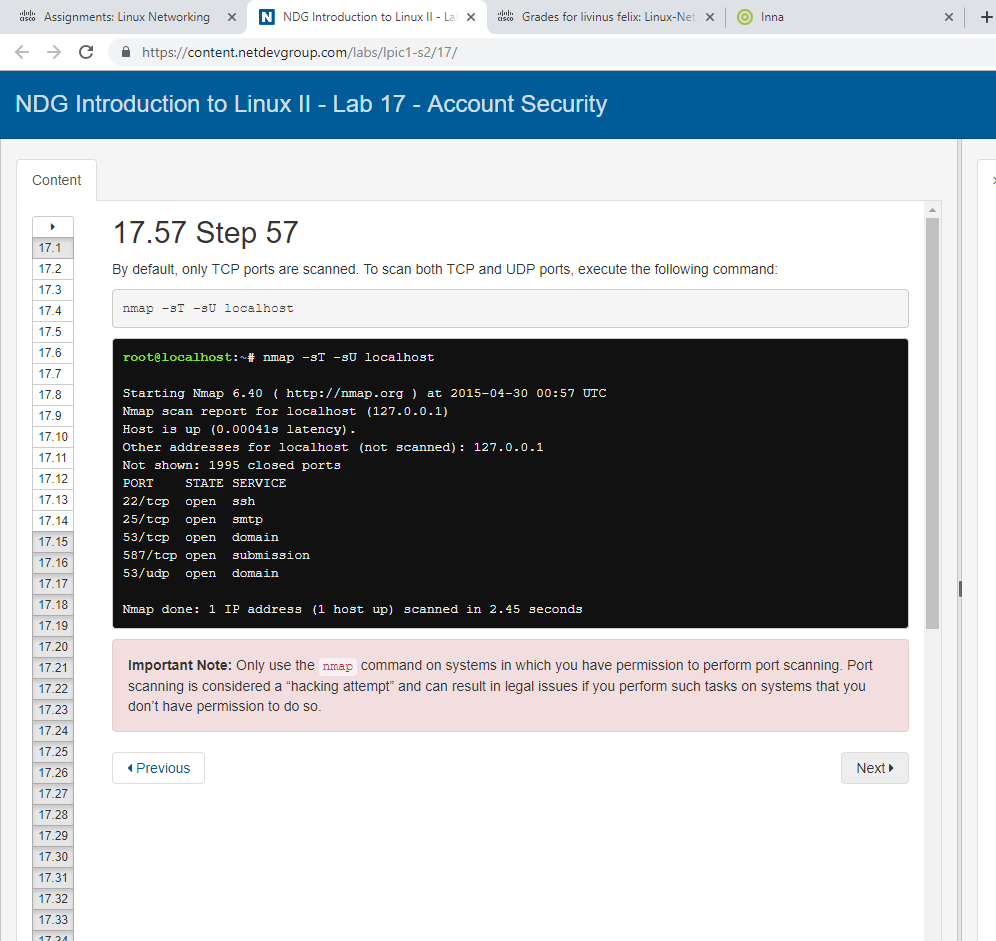 Assignments: Linux Networking
NDG Introduction to Linux II - La
Grades for livinus felix: Linux-Net
Inna
https://content.netdevgroup.com/labs/lpic1-s2/17/
NDG Introduction to Linux II - Lab 17 - Account Security
Content
17.1
17.2
17.3
17.4
17.5
17.6
17.7
17.8
17.9
17.10
17.11
17.12
17.13
17.14
17.15
17.16
17.17
17.18
17.19
17.20
17.21
17.22
17.23
17.24
17.25
17.26
17.27
17.28
17.29
17.30
17.31
17.32
17.33
17.34
17.57 Step 57
By default, only TCP ports are scanned. To scan both TCP and UDP ports, execute the following command:
nmap -sT -sU localhost
root@localhost:~# nmap -sT -sU localhost
Starting Nmap 6.40 ( http://nmap.org ) at 2015-04-30 00:57 UTC
Nmap scan report for localhost (127.0.0.1)
Host is up (0.00041s latency).
Other addresses for localhost (not scanned): 127.0.0.1
Not shown: 1995 closed ports
PORT    STATE SERVICE
22/tcp  open  ssh
25/tcp  open  smtp
53/tcp  open  domain
587/tcp open  submission
53/udp  open  domain
Nmap done: 1 IP address (1 host up) scanned in 2.45 seconds
Important Note: Only use the nmap command on systems in which you have permission to perform port scanning. Port
scanning is considered a “hacking attempt” and can result in legal issues if you perform such tasks on systems that you
don’t have permission to do so.
Previous
Next